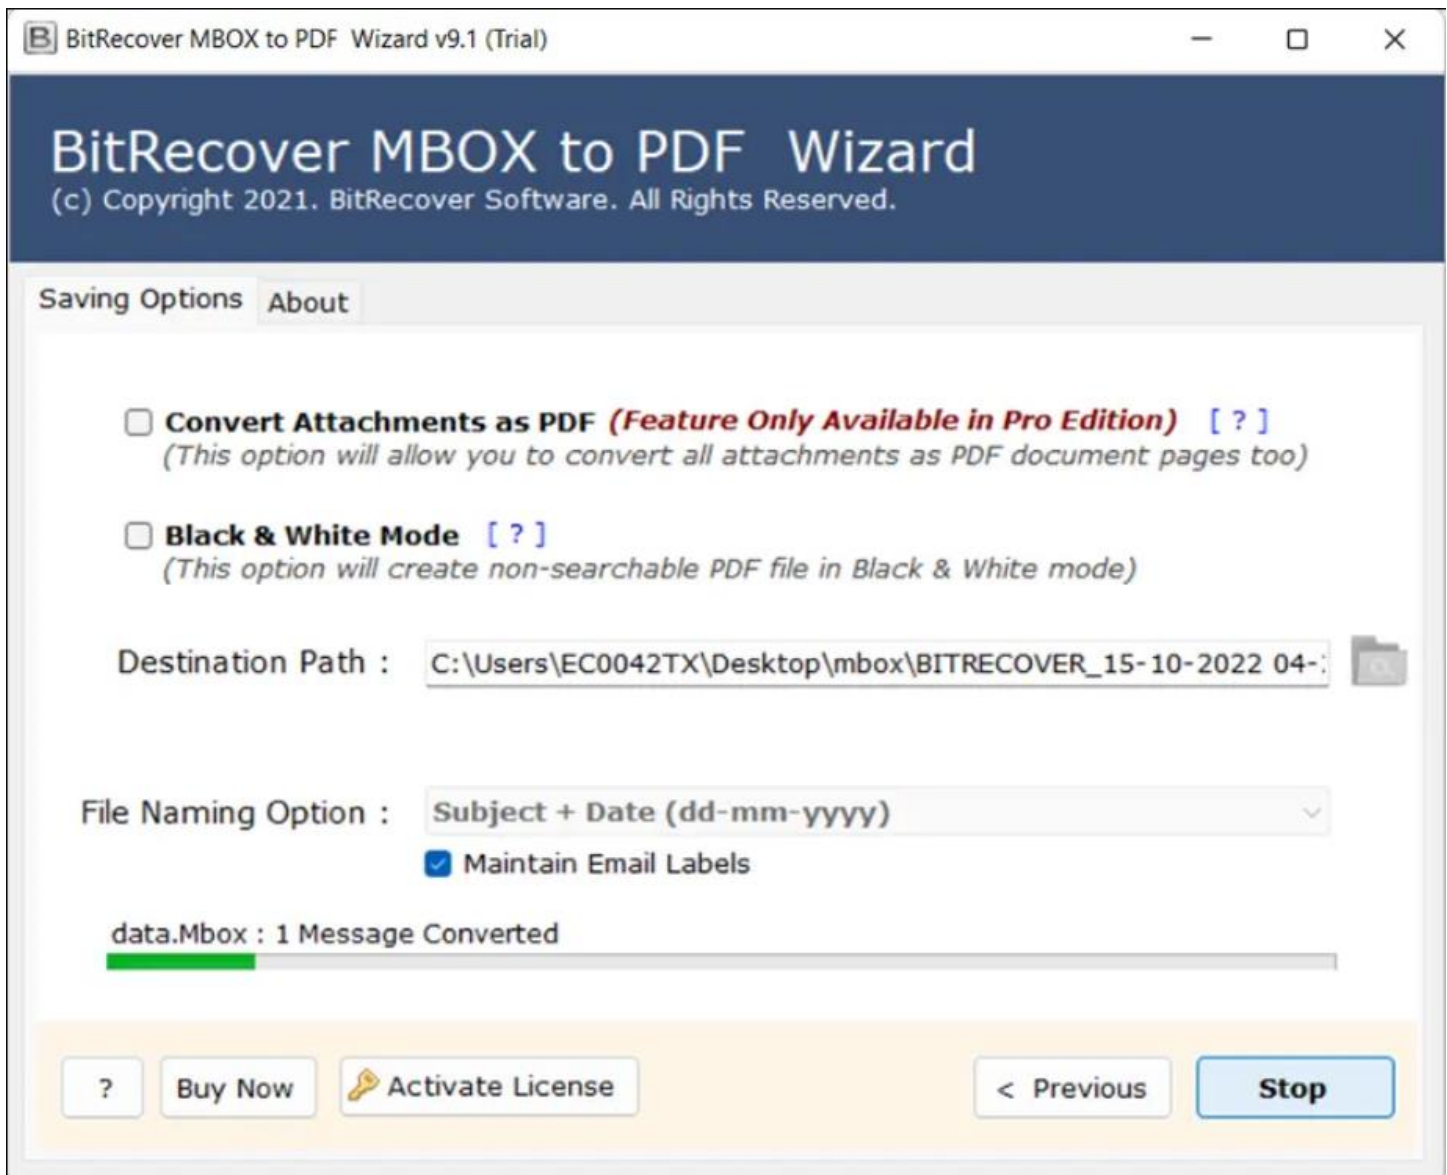 BitRecover MBOX to PDF  Wizard v9.1 (Trial)
BitRecover MBOX to PDF  Wizard
(c) Copyright 2021. BitRecover Software. All Rights Reserved.
Saving Options About
Convert Attachments as PDF (Feature Only Available in Pro Edition) [ ? ]
(This option will allow you to convert all attachments as PDF document pages too)
Black & White Mode [ ? ]
(This option will create non-searchable PDF file in Black & White mode)
Destination Path : C:\Users\EC0042TX\Desktop\mbox\BITRECOVER_15-10-2022 04-
File Naming Option : Subject + Date (dd-mm-yyyy)
Maintain Email Labels
data.Mbox : 1 Message Converted
? Buy Now Activate License < Previous Stop